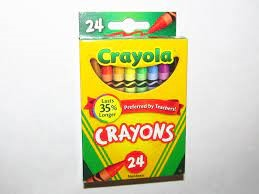 24
Crayola
Lasts
35%
Longer
Preferred by Teachers!
CRAYONS
24